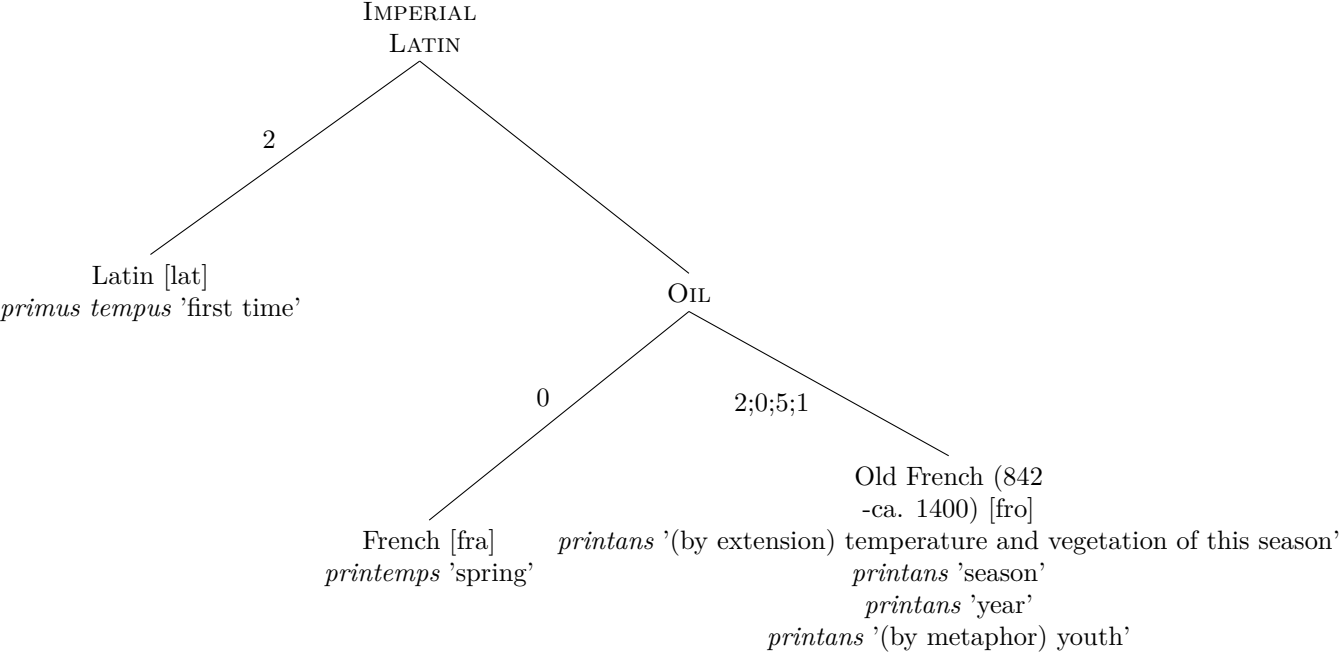 IMPERIAL
LATIN
2
Latin [lat]
primus tempus 'first time'
OIL
0
2;0;5;1
French [fra]
printemps 'spring'
Old French (842
-ca. 1400) [fro]
printans '(by extension) temperature and vegetation of this season'
printans 'season'
printans 'year'
printans '(by metaphor) youth'